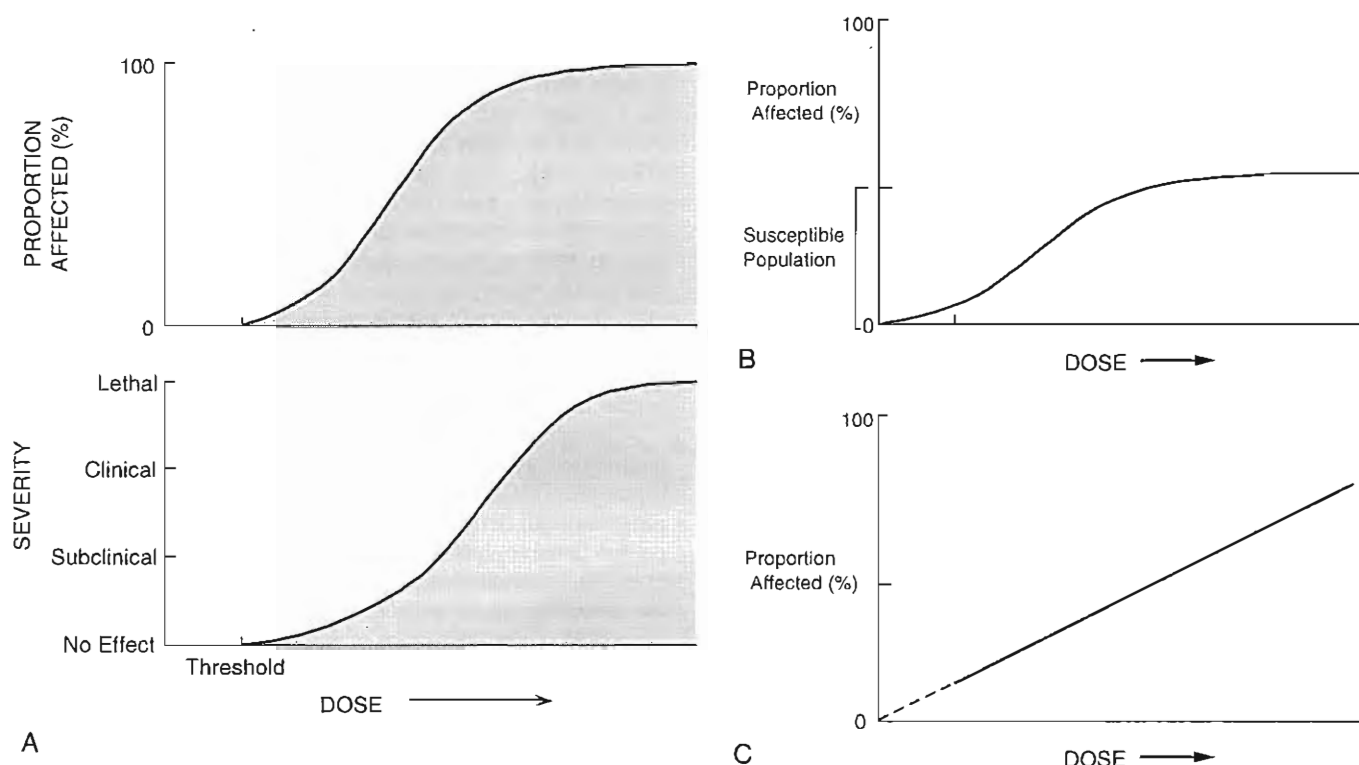 100
PROPORTION
AFFECTED (%)
0
Lethal
Clinical
Subclinical
No Effect
SEVERITY
Threshold
DOSE
A
100
Proportion
Affected (%)
Susceptible
Population
0
B
DOSE
100
Proportion
Affected (%)
0
C
DOSE